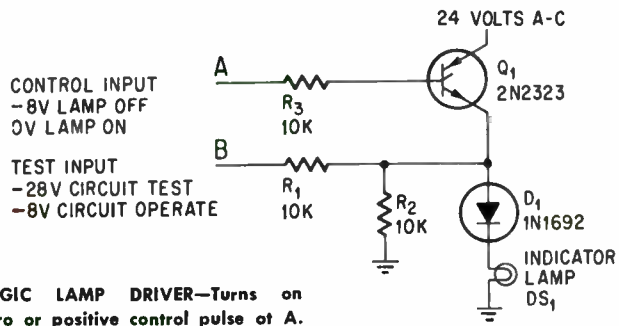 24 VOLTS A-C
Q1
2N2323
CONTROL INPUT
-8V LAMP OFF
0V LAMP ON
A
R3
10K
TEST INPUT
-28V CIRCUIT TEST
-8V CIRCUIT OPERATE
B
R1
10K
R2
10K
D1
1N1692
INDICATOR
LAMP
DS1
GIC LAMP DRIVER—Turns on
ro or positive control pulse at A.